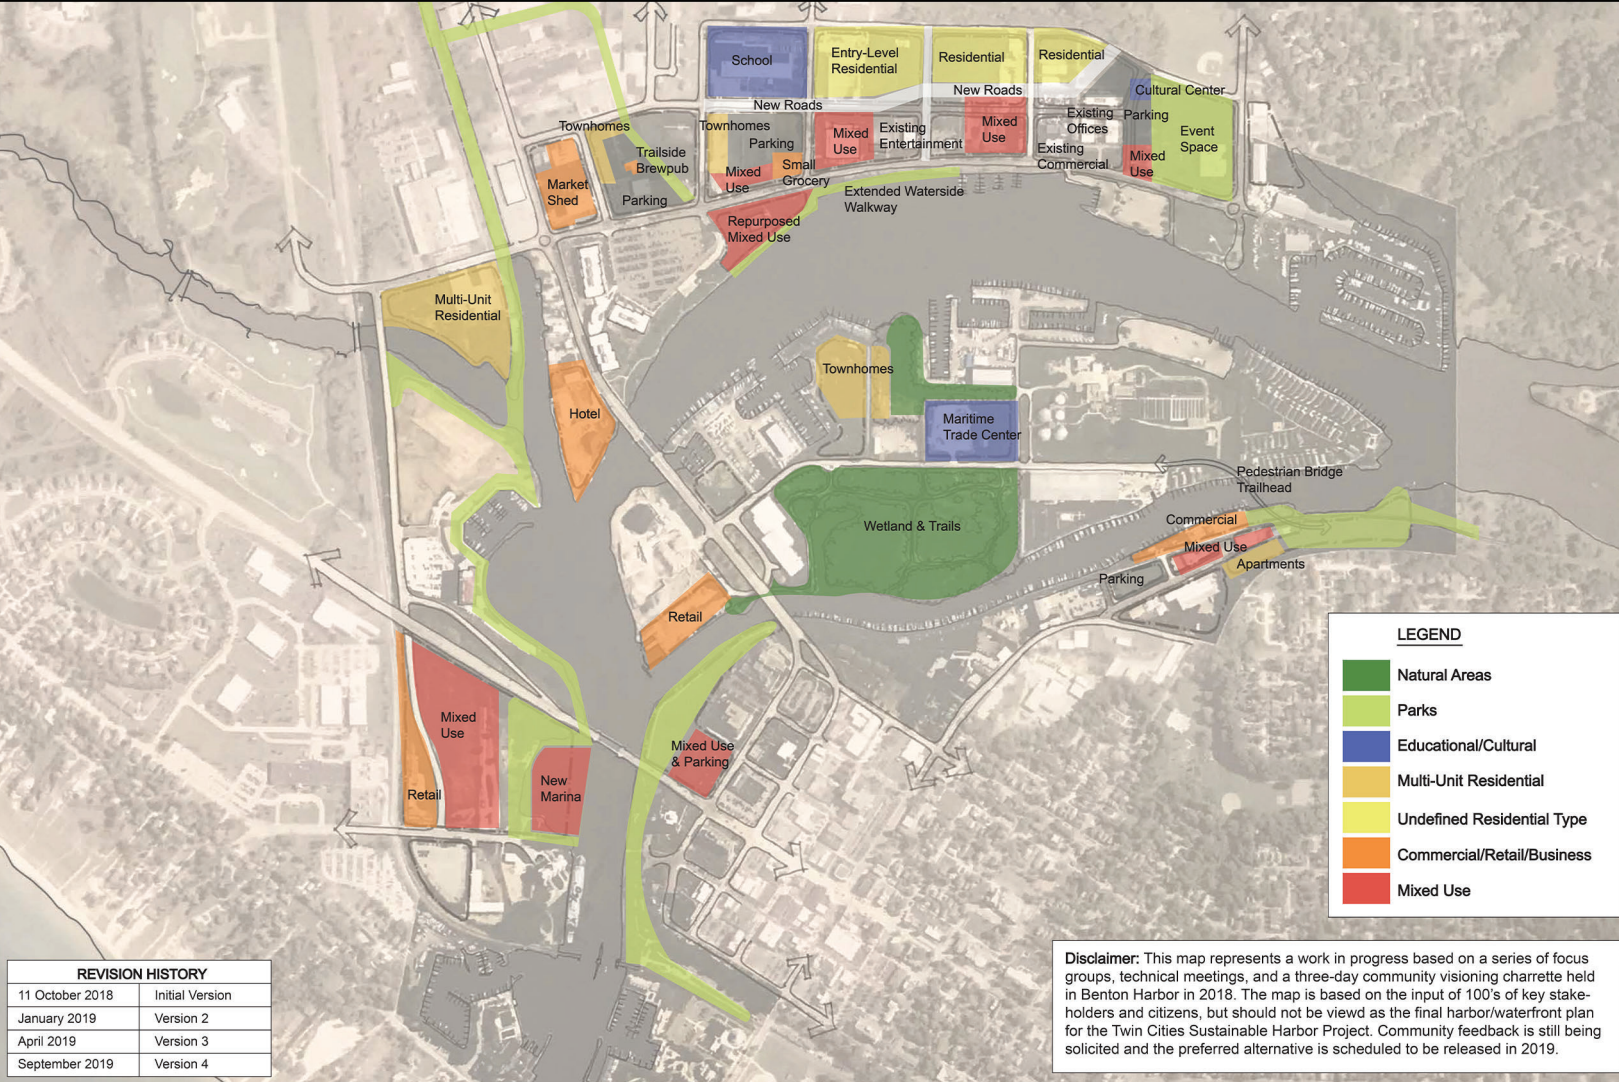 School
Entry-Level
Residential
Residential
Residential
New Roads
New Roads
Cultural Center
Townhomes
Townhomes
Parking
Mixed
Use
Existing
Entertainment
Mixed
Use
Existing
Offices
Parking
Event
Space
Existing
Commercial
Mixed
Use
Trailside
Brewpub
Mixed
Use
Small
Grocery
Market
Shed
Parking
Extended Waterside
Walkway
Repurposed
Mixed Use
Multi-Unit
Residential
Townhomes
Hotel
Maritime
Trade Center
Pedestrian Bridge
Trailhead
Wetland & Trails
Commercial
Mixed Use
Apartments
Parking
Retail
Mixed
Use
Mixed Use
& Parking
New
Marina
Retail
LEGEND
Natural Areas
Parks
Educational/Cultural
Multi-Unit Residential
Undefined Residential Type
Commercial/Retail/Business
Mixed Use
REVISION HISTORY
11 October 2018 Initial Version
January 2019 Version 2
April 2019 Version 3
September 2019 Version 4
Disclaimer: This map represents a work in progress based on a series of focus
groups, technical meetings, and a three-day community visioning charrette held
in Benton Harbor in 2018. The map is based on the input of 100's of key stake-
holders and citizens, but should not be viewed as the final harbor/waterfront plan
for the Twin Cities Sustainable Harbor Project. Community feedback is still being
solicited and the preferred alternative is scheduled to be released in 2019.